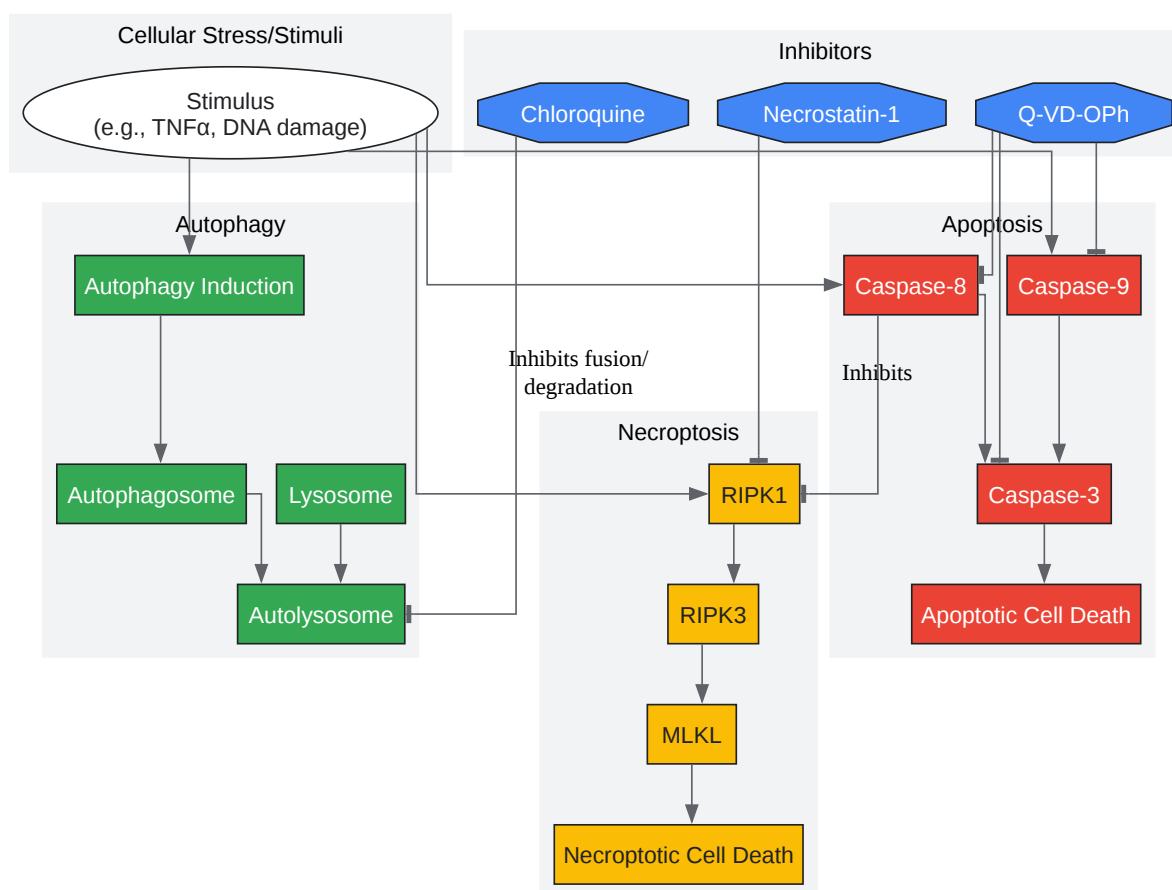 Cellular Stress/Stimuli
Inhibitors
Stimulus
(e.g., TNFα, DNA damage)
Chloroquine
Necrostatin-1
Q-VD-OPh
Autophagy
Apoptosis
Autophagy Induction
Caspase-8
Caspase-9
Inhibits fusion/
degradation
Inhibits
Necroptosis
Autophagosome
Lysosome
RIPK1
Caspase-3
Autolysosome
RIPK3
Apoptotic Cell Death
MLKL
Necroptotic Cell Death